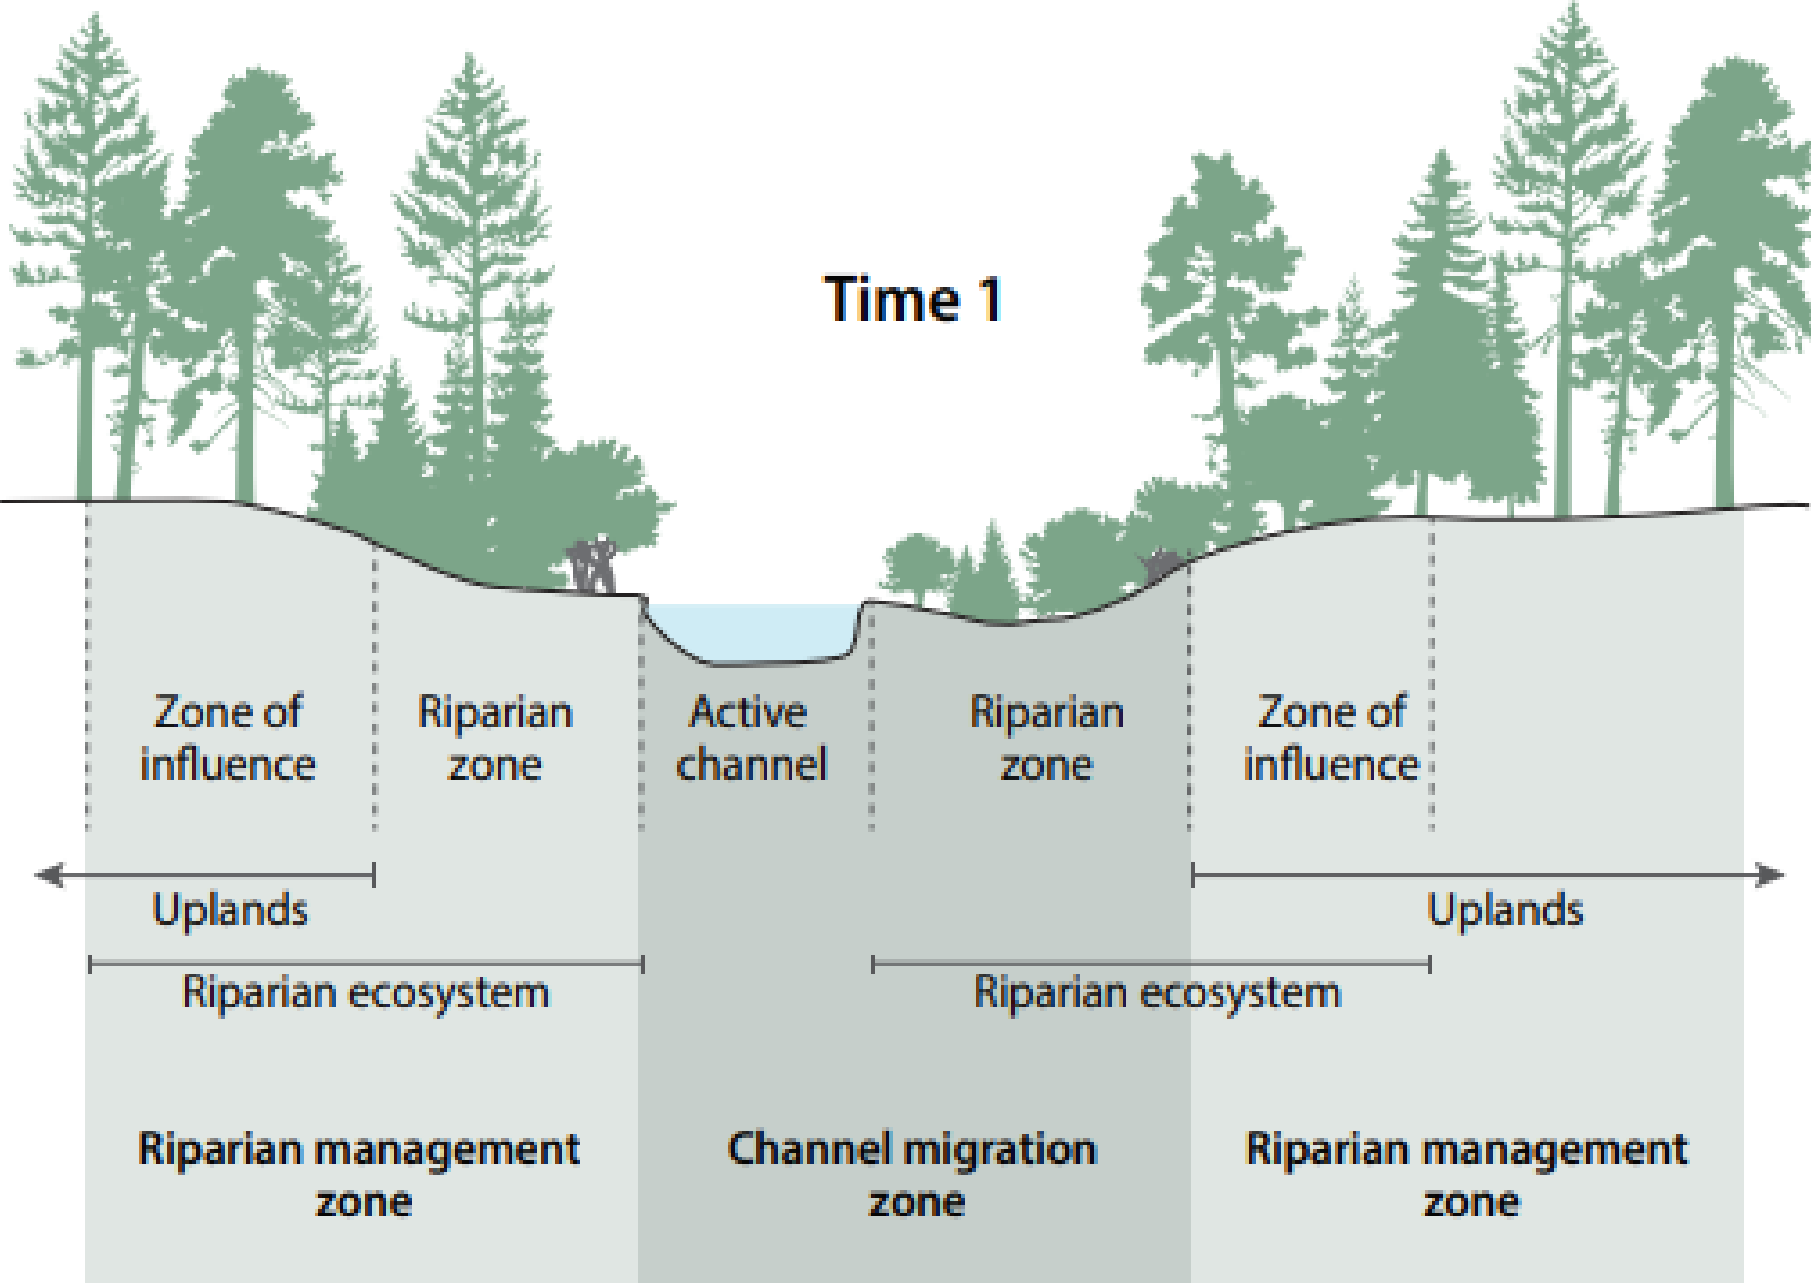 Time 1
Zone of
influence
Riparian
zone
Active
channel
Riparian
zone
Zone of
influence
Uplands
Uplands
Riparian ecosystem
Riparian ecosystem
Riparian management
zone
Channel migration
zone
Riparian management
zone